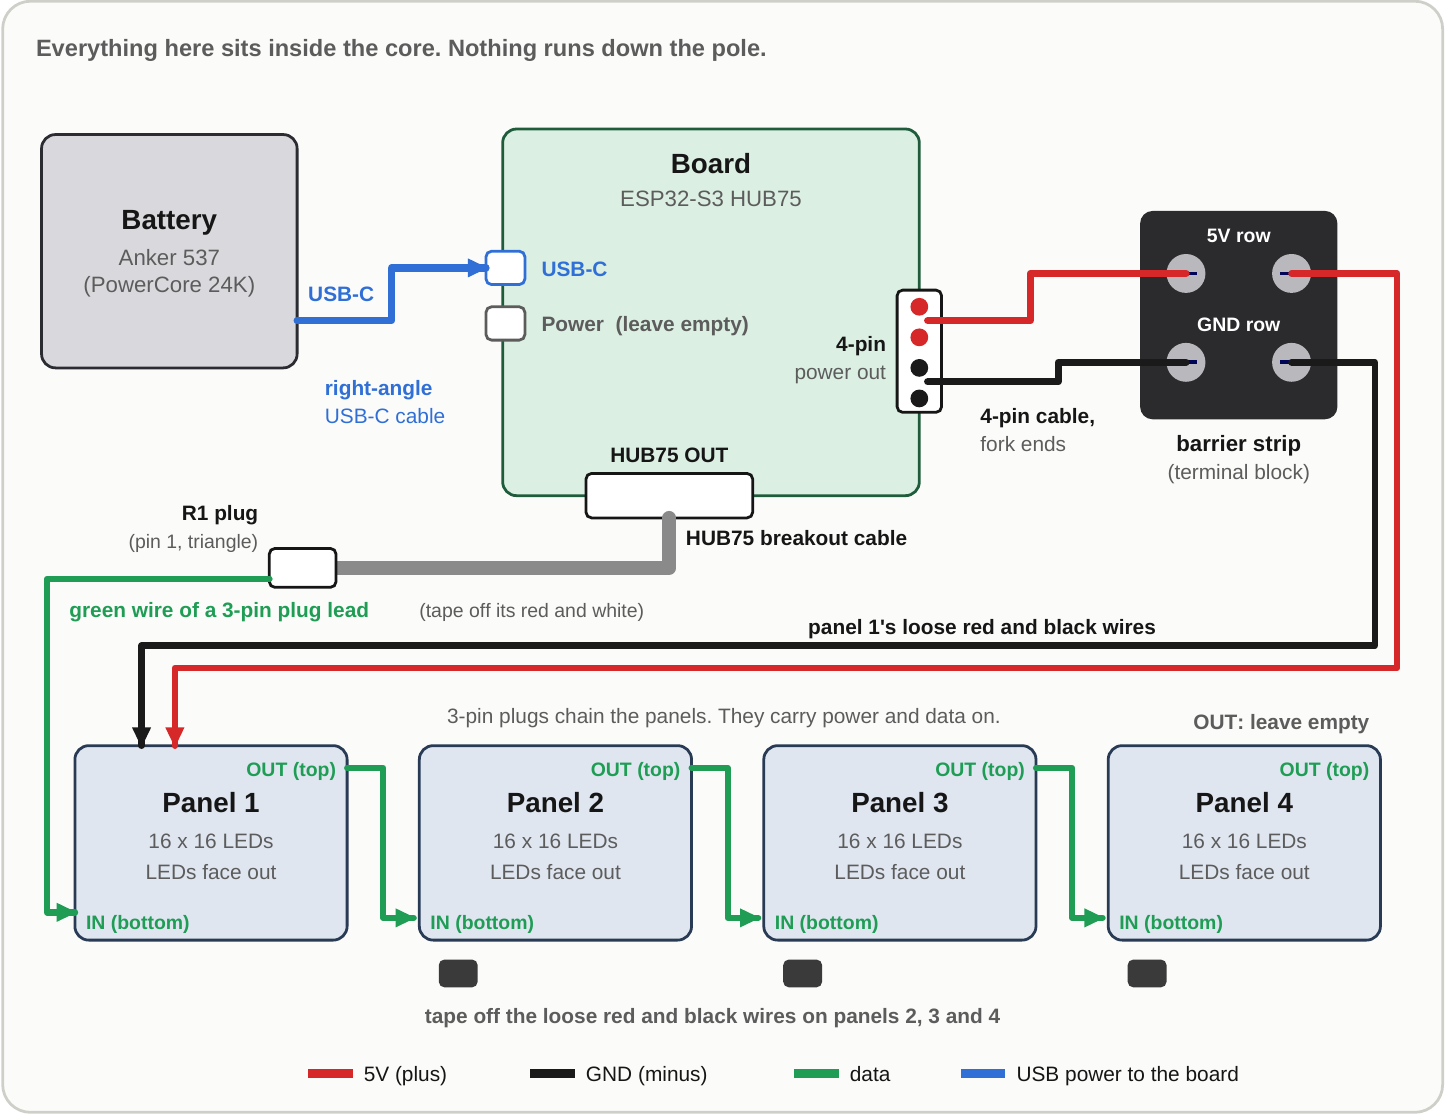 Everything here sits inside the core. Nothing runs down the pole.
Battery
Anker 537
(PowerCore 24K)
USB-C
right-angle
USB-C cable
Board
ESP32-S3 HUB75
USB-C
Power (leave empty)
4-pin
power out
HUB75 OUT
4-pin cable,
fork ends
5V row
GND row
barrier strip
(terminal block)
R1 plug
(pin 1, triangle)
HUB75 breakout cable
green wire of a 3-pin plug lead
(tape off its red and white)
panel 1's loose red and black wires
3-pin plugs chain the panels. They carry power and data on.
OUT: leave empty
OUT (top)
Panel 1
16 x 16 LEDs
LEDs face out
IN (bottom)
OUT (top)
Panel 2
16 x 16 LEDs
LEDs face out
IN (bottom)
OUT (top)
Panel 3
16 x 16 LEDs
LEDs face out
IN (bottom)
OUT (top)
Panel 4
16 x 16 LEDs
LEDs face out
IN (bottom)
tape off the loose red and black wires on panels 2, 3 and 4
5V (plus)
GND (minus)
data
USB power to the board